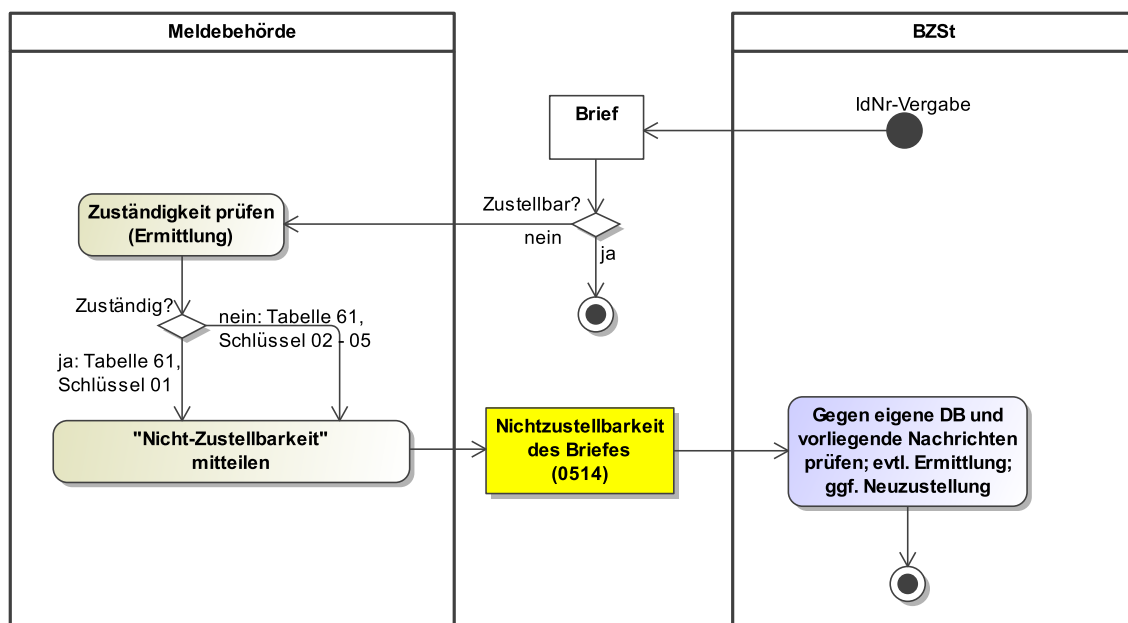 Meldebehörde
BZSt
IdNr-Vergabe
Brief
Zustellbar?
nein
ja
Zuständigkeit prüfen
(Ermittlung)
Zuständig?
nein: Tabelle 61,
Schlüssel 02 - 05
ja: Tabelle 61,
Schlüssel 01
"Nicht-Zustellbarkeit"
mitteilen
Nichtzustellbarkeit
des Briefes
(0514)
Gegen eigene DB und
vorliegende Nachrichten
prüfen; evtl. Ermittlung;
ggf. Neuzustellung